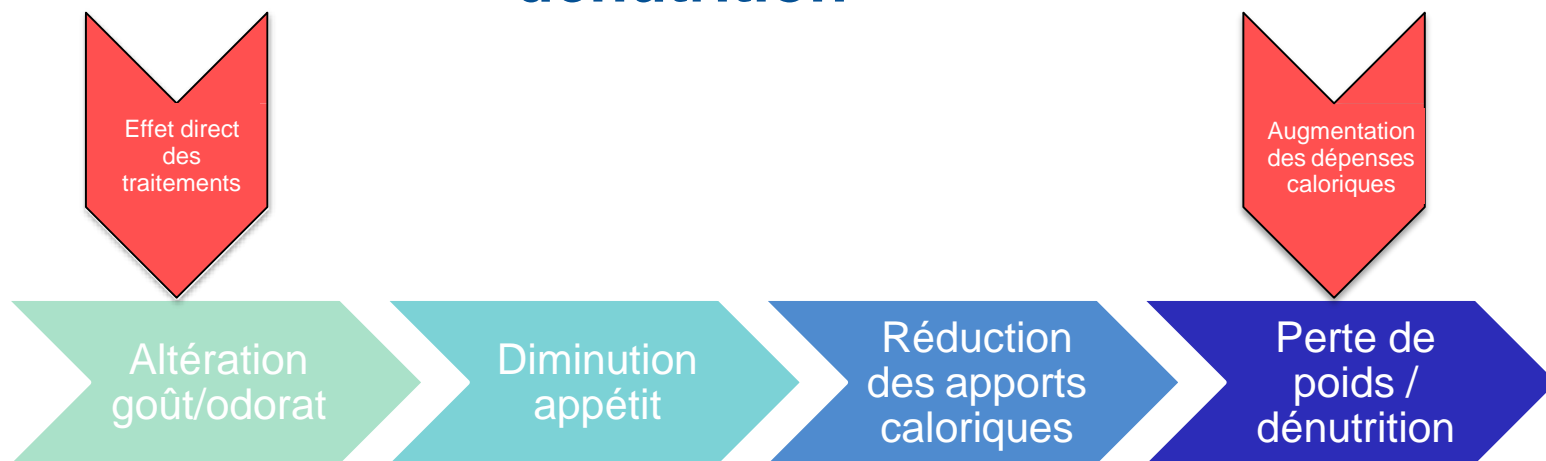 dénutrition
Effet direct
des
traitements
Augmentation
des dépenses
caloriques
Altération
goût/odorat
Diminution
appétit
Réduction
des apports
caloriques
Perte de
poids /
dénutrition